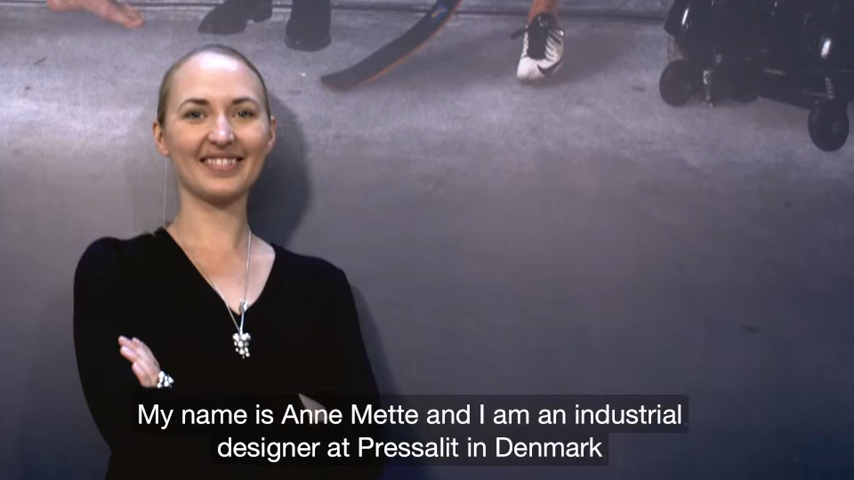 My name is Anne Mette and I am an industrial
designer at Pressalit in Denmark